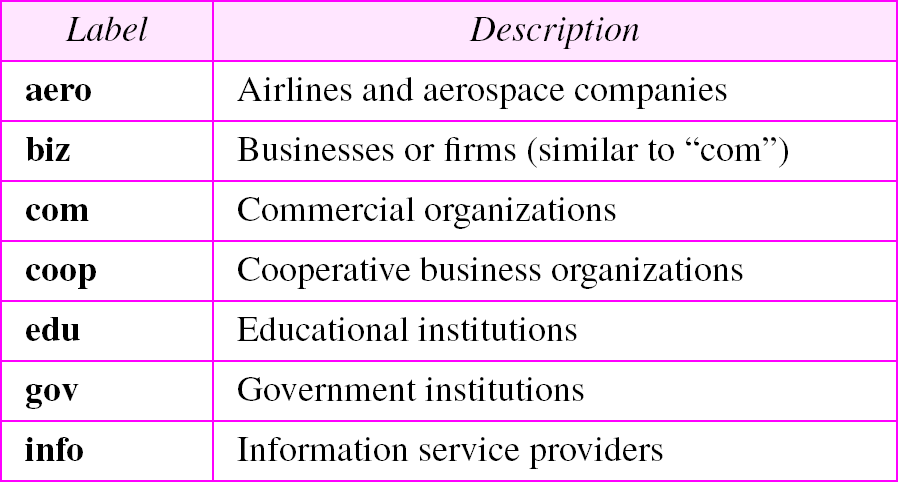 Label Description
aero Airlines and aerospace companies
biz Businesses or firms (similar to “com”)
com Commercial organizations
coop Cooperative business organizations
edu Educational institutions
gov Government institutions
info Information service providers